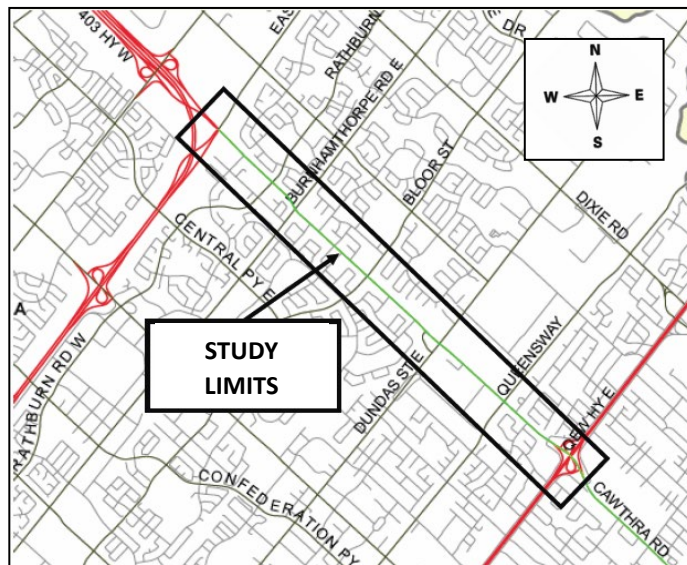 403 HY W
EAS
RATHBURN
E DR
N
W E
S
BURNHAMTHORPE RD E
BLOOR ST
DIXIE RD
CENTRAL PY E
A
STUDY
LIMITS
RATHBURN RD W
DUNDAS ST E
QUEENSWAY
QEW HY E
CONFEDERATION PY
CAWTHRA RD